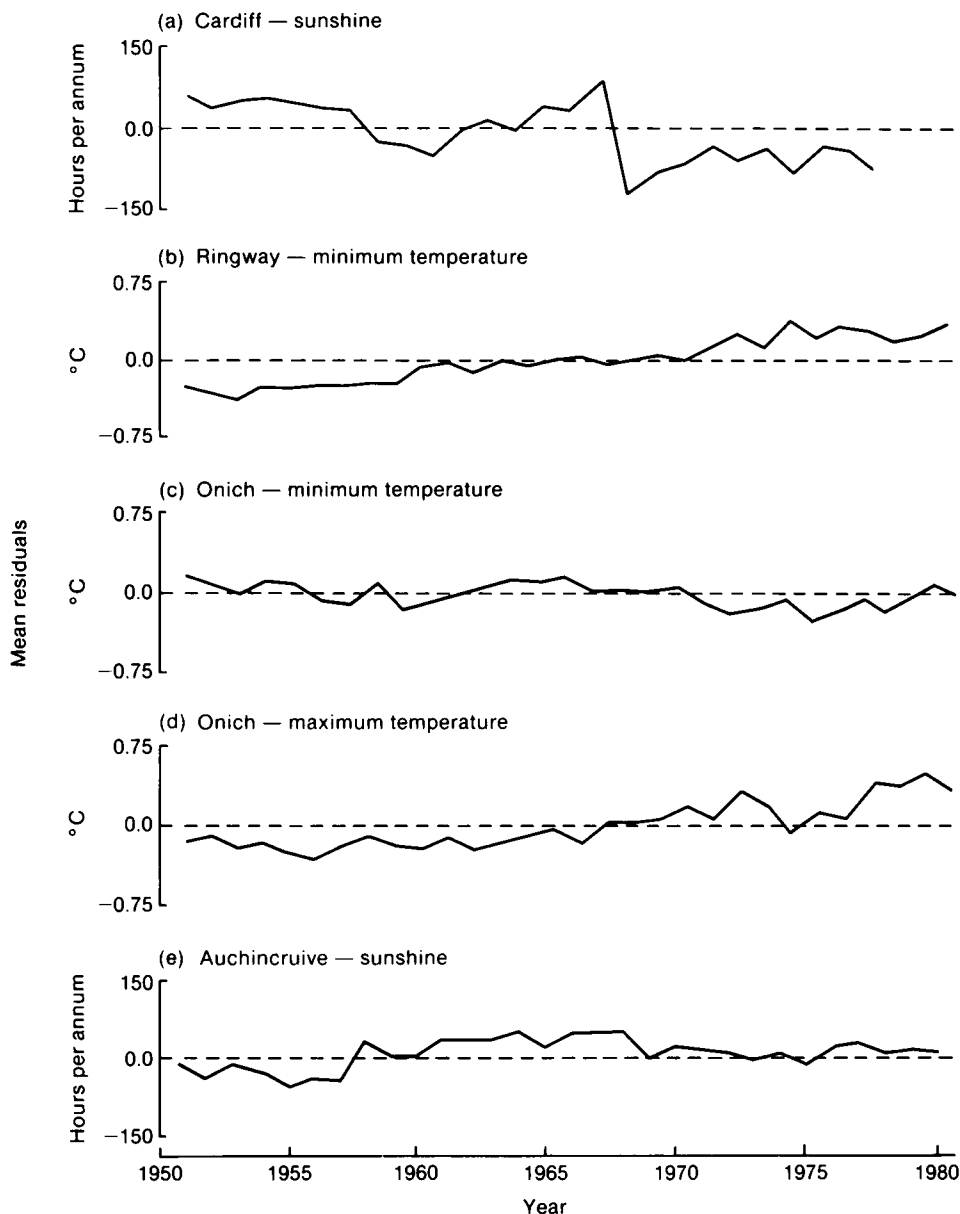 (a) Cardiff — sunshine
Hours per annum
150
0.0
−150
(b) Ringway — minimum temperature
°C
0.75
0.0
−0.75
(c) Onich — minimum temperature
Mean residuals
°C
0.75
0.0
−0.75
(d) Onich — maximum temperature
°C
0.75
0.0
−0.75
(e) Auchincruive — sunshine
Hours per annum
150
0.0
−150
1950 1955 1960 1965 1970 1975 1980
Year